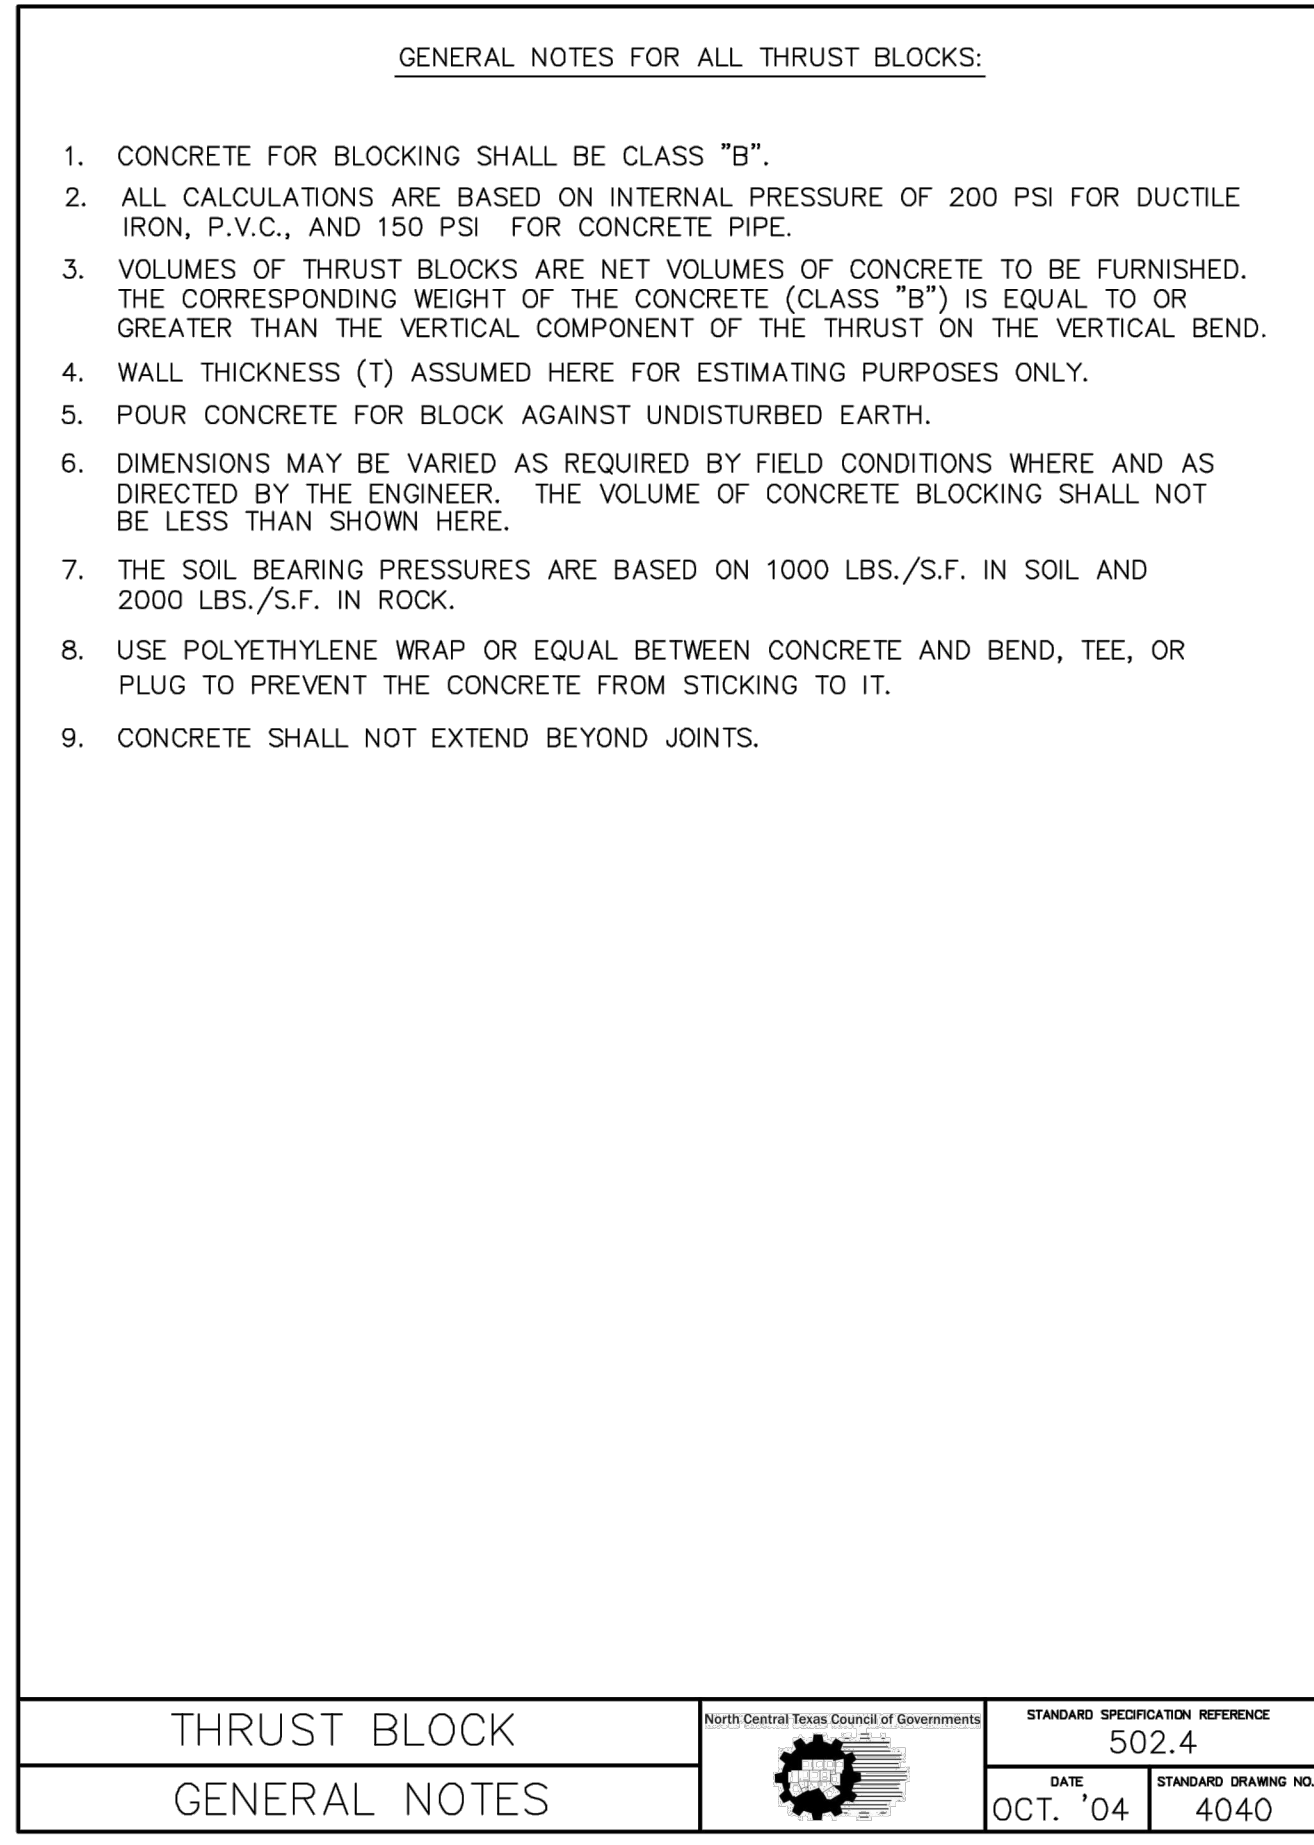 GENERAL NOTES FOR ALL THRUST BLOCKS:
1. CONCRETE FOR BLOCKING SHALL BE CLASS "B".
2. ALL CALCULATIONS ARE BASED ON INTERNAL PRESSURE OF 200 PSI FOR DUCTILE
IRON, P.V.C., AND 150 PSI FOR CONCRETE PIPE.
3. VOLUMES OF THRUST BLOCKS ARE NET VOLUMES OF CONCRETE TO BE FURNISHED.
THE CORRESPONDING WEIGHT OF THE CONCRETE (CLASS "B") IS EQUAL TO OR
GREATER THAN THE VERTICAL COMPONENT OF THE THRUST ON THE VERTICAL BEND.
4. WALL THICKNESS (T) ASSUMED HERE FOR ESTIMATING PURPOSES ONLY.
5. POUR CONCRETE FOR BLOCK AGAINST UNDISTURBED EARTH.
6. DIMENSIONS MAY BE VARIED AS REQUIRED BY FIELD CONDITIONS WHERE AND AS
DIRECTED BY THE ENGINEER. THE VOLUME OF CONCRETE BLOCKING SHALL NOT
BE LESS THAN SHOWN HERE.
7. THE SOIL BEARING PRESSURES ARE BASED ON 1000 LBS./S.F. IN SOIL AND
2000 LBS./S.F. IN ROCK.
8. USE POLYETHYLENE WRAP OR EQUAL BETWEEN CONCRETE AND BEND, TEE, OR
PLUG TO PREVENT THE CONCRETE FROM STICKING TO IT.
9. CONCRETE SHALL NOT EXTEND BEYOND JOINTS.
THRUST BLOCK
GENERAL NOTES
North Central Texas Council of Governments
STANDARD SPECIFICATION REFERENCE
502.4
DATE
OCT. '04
STANDARD DRAWING NO.
4040